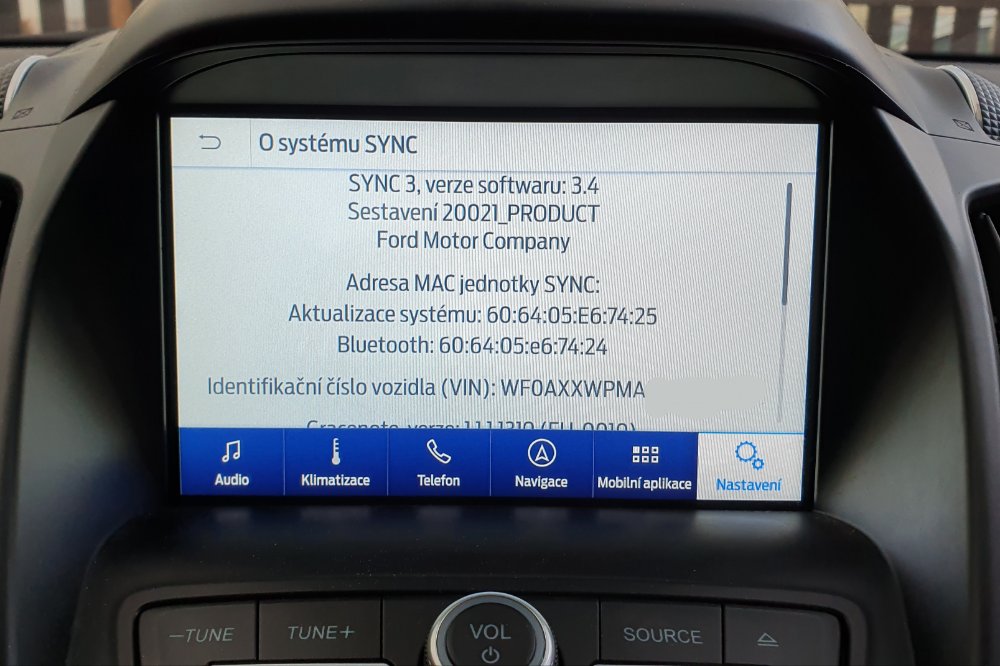 O systému SYNC
SYNC 3, verze softwaru: 3.4
Sestavení 20021_PRODUCT
Ford Motor Company
Adresa MAC jednotky SYNC:
Aktualizace systému: 60:64:05:E6:74:25
Bluetooth: 60:64:05:e6:74:24
Identifikační číslo vozidla (VIN): WF0AXXWPMA
Audio
Klimatizace
Telefon
Navigace
Mobilní aplikace
Nastavení
–TUNE
TUNE+
VOL
SOURCE